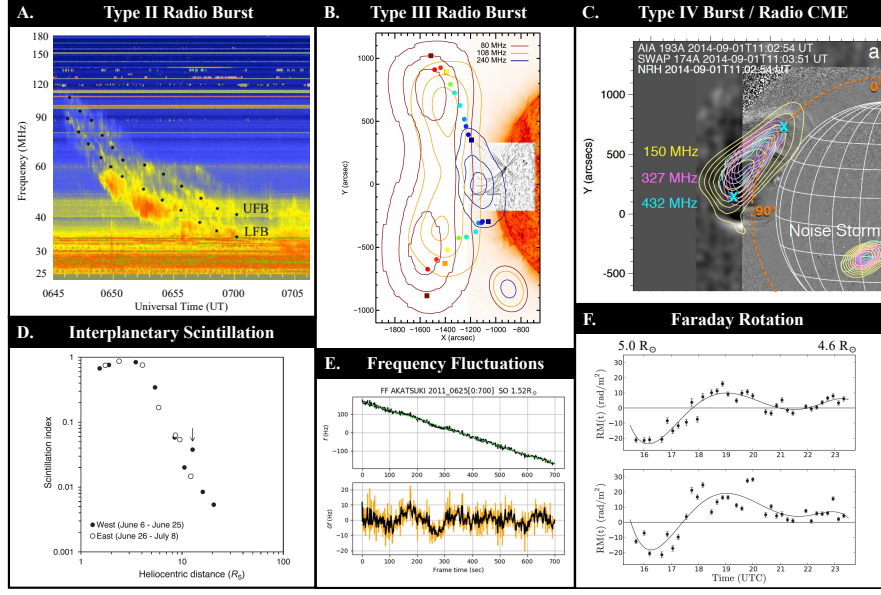 A. Type II Radio Burst
180
150
120
90
60
50
40
30
25
Frequency (MHz)
UFB
LFB
0645 0650 0655 0700 0705
Universal Time (UT)
B. Type III Radio Burst
80 MHz
108 MHz
240 MHz
1000
500
0
−500
−1000
Y (arcsec)
−1800 −1600 −1400 −1200 −1000 −800
X (arcsec)
C. Type IV Burst / Radio CME
AIA 193A 2014-09-01T11:02:54 UT
SWAP 174A 2014-09-01T11:03:51 UT
NRH 2014-09-01T11:02:54 UT
a
0°
150 MHz
327 MHz
432 MHz
90°
Noise Storm
1000
500
0
-500
Y (arcsecs)
D. Interplanetary Scintillation
1
0.1
0.01
0.001
Scintillation index
West (June 6 - June 25)
East (June 26 - July 8)
1 10 100
Heliocentric distance (RS)
E. Frequency Fluctuations
FF AKATSUKI 2011_0625[0:700] SO 1.52R⊙
100
0
−100
f (Hz)
0 100 200 300 400 500 600 700
20
10
0
−10
−20
Δf (Hz)
0 100 200 300 400 500 600 700
Frame time (sec)
F. Faraday Rotation
5.0 R⊙ 4.6 R⊙
20
10
0
−10
−20
RM(t) (rad/m²)
16 17 18 19 20 21 22 23
20
10
0
−10
−20
RM(t) (rad/m²)
16 17 18 19 20 21 22 23
Time (UTC)